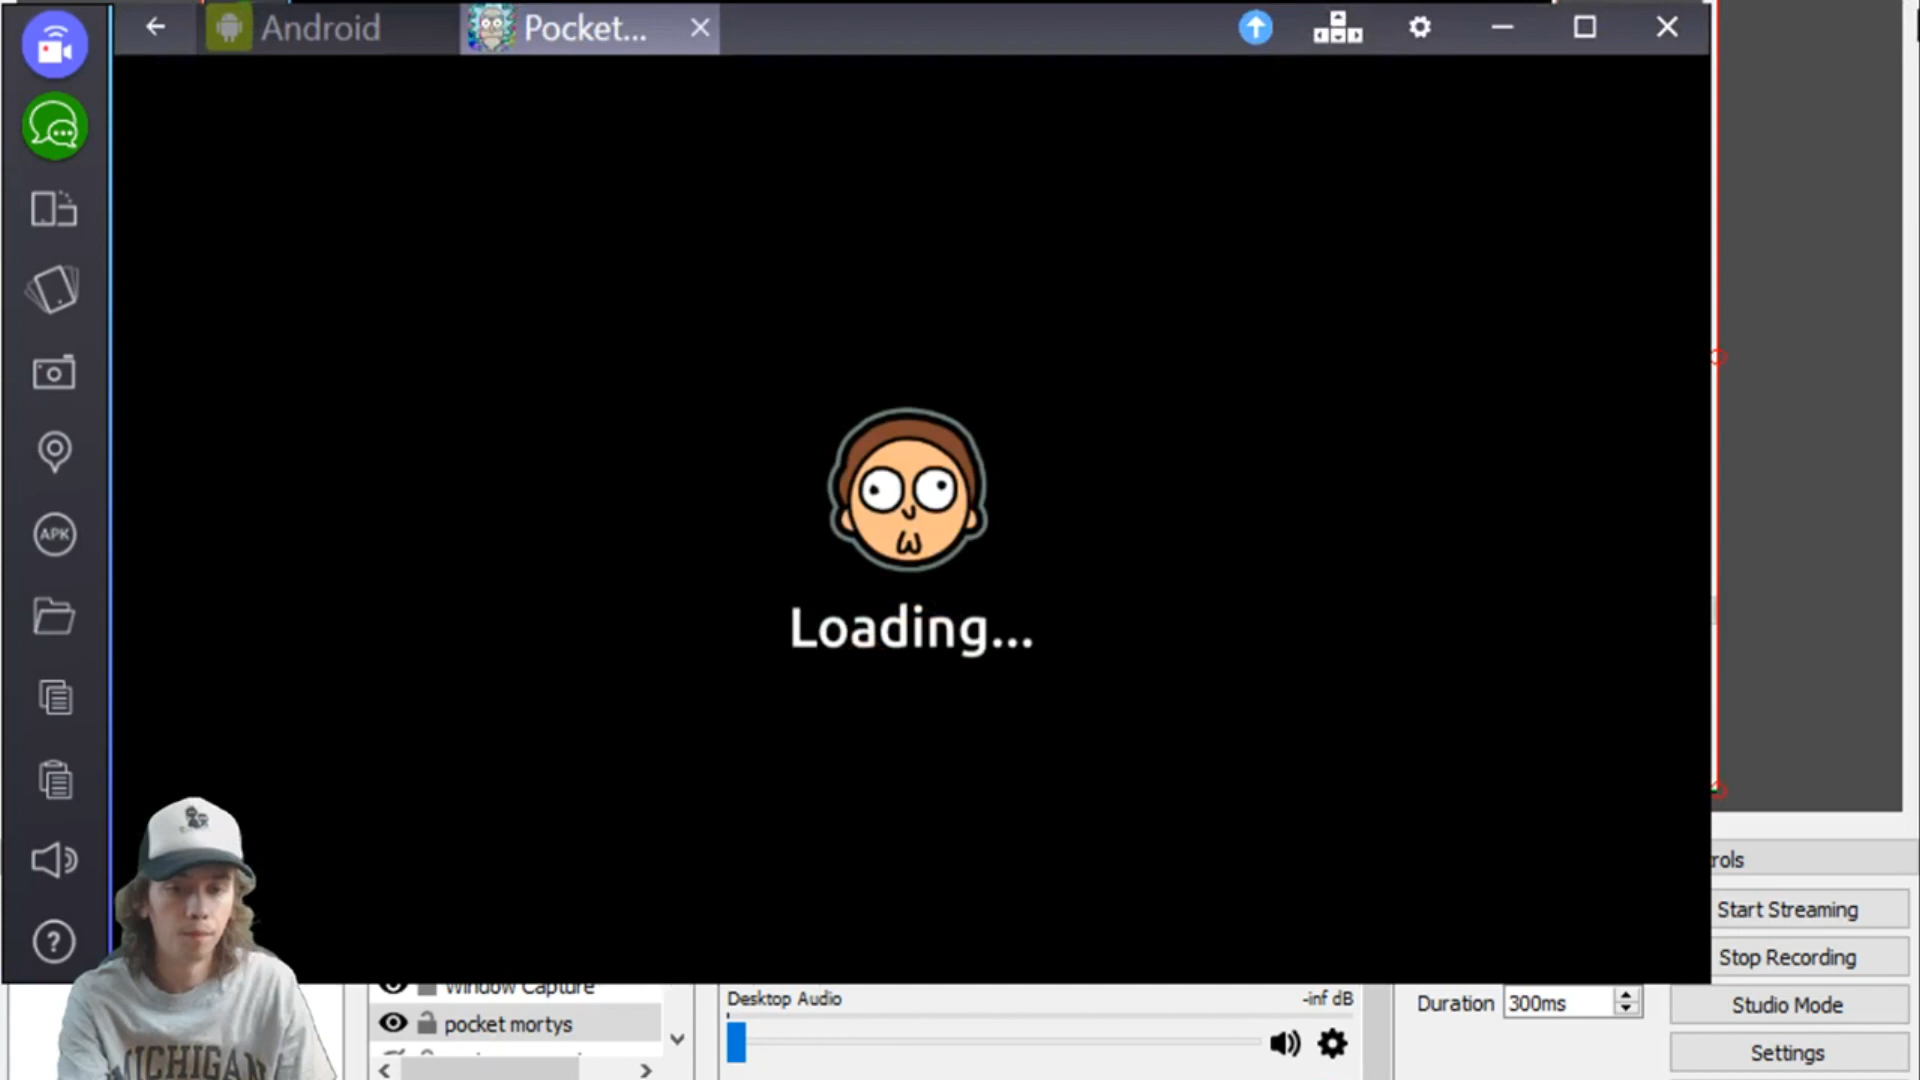 Android
Pocket...
APK
Loading...
rols
Start Streaming
Stop Recording
Window Capture
Desktop Audio
-inf dB
Duration
300ms
Studio Mode
pocket mortys
Settings
MICHIGAN